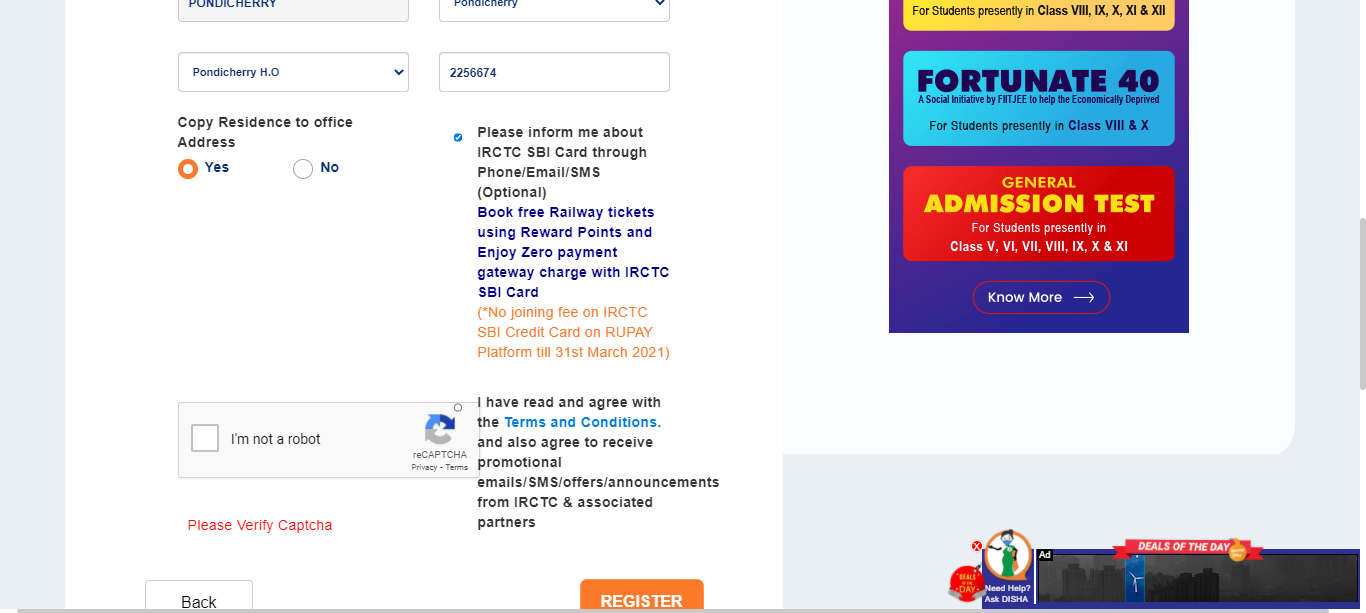 PONDICHERRY
Pondicherry
Pondicherry H.O
2256674
Copy Residence to office
Address
Yes
No
Please inform me about
IRCTC SBI Card through
Phone/Email/SMS
(Optional)
Book free Railway tickets
using Reward Points and
Enjoy Zero payment
gateway charge with IRCTC
SBI Card
(*No joining fee on IRCTC
SBI Credit Card on RUPAY
Platform till 31st March 2021)
I'm not a robot
reCAPTCHA
Privacy - Terms
I have read and agree with
the Terms and Conditions.
and also agree to receive
promotional
emails/SMS/offers/announcements
from IRCTC & associated
partners
Please Verify Captcha
Back
REGISTER
For Students presently in Class VIII, IX, X, XI & XII
FORTUNATE 40
A Social Initiative by FIITJEE to help the Economically Deprived
For Students presently in Class VIII & X
GENERAL
ADMISSION TEST
For Students presently in
Class V, VI, VII, VIII, IX, X & XI
Know More
DEALS OF THE DAY
Ad
DEALS
OF THE
DAY
Need Help?
Ask DISHA